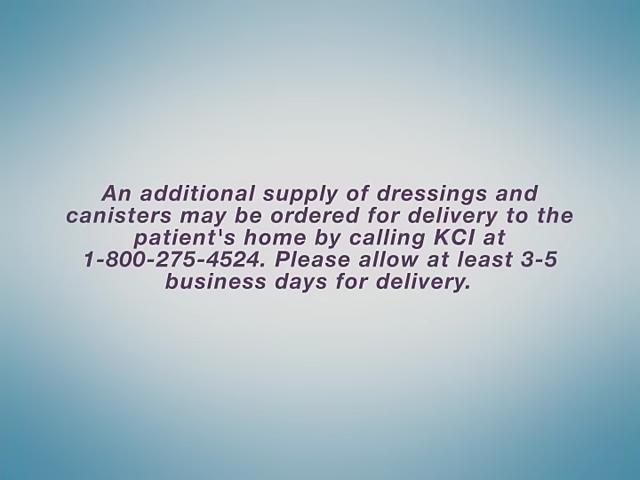 An additional supply of dressings and
canisters may be ordered for delivery to the
patient's home by calling KCI at
1-800-275-4524. Please allow at least 3-5
business days for delivery.